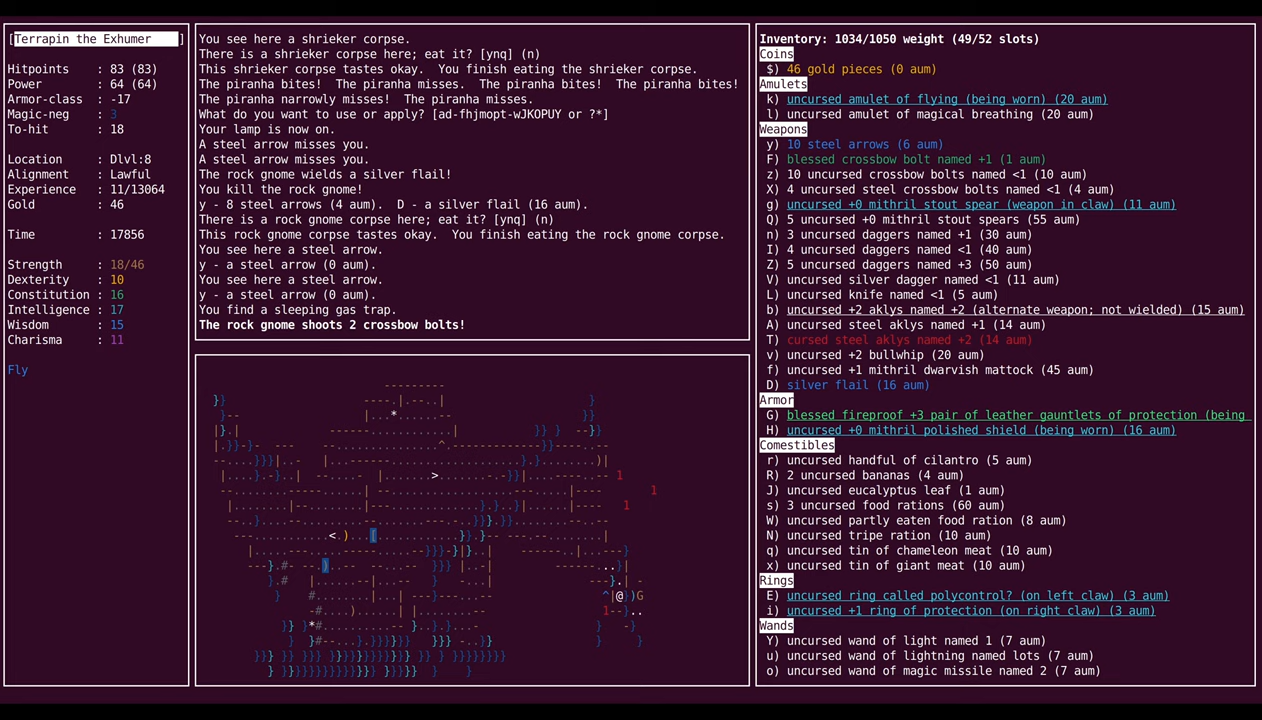 [Terrapin the Exhumer ]
Hitpoints : 83 (83)
Power : 64 (64)
Armor-class : -17
Magic-neg : 3
To-hit : 18
Location : Dlvl:8
Alignment : Lawful
Experience : 11/13064
Gold : 46
Time : 17856
Strength : 18/46
Dexterity : 10
Constitution : 16
Intelligence : 17
Wisdom : 15
Charisma : 11
Fly
You see here a shrieker corpse.
There is a shrieker corpse here; eat it? [ynq] (n)
This shrieker corpse tastes okay.  You finish eating the shrieker corpse.
The piranha bites!  The piranha misses.  The piranha bites!  The piranha bites!
The piranha narrowly misses!  The piranha misses.
What do you want to use or apply? [ad-fhjmopt-wJKOPUY or ?*]
Your lamp is now on.
A steel arrow misses you.
A steel arrow misses you.
The rock gnome wields a silver flail!
You kill the rock gnome!
y - 8 steel arrows (4 aum).  D - a silver flail (16 aum).
There is a rock gnome corpse here; eat it? [ynq] (n)
This rock gnome corpse tastes okay.  You finish eating the rock gnome corpse.
You see here a steel arrow.
y - a steel arrow (0 aum).
You see here a steel arrow.
y - a steel arrow (0 aum).
You find a sleeping gas trap.
The rock gnome shoots 2 crossbow bolts!
Inventory: 1034/1050 weight (49/52 slots)
Coins
$) 46 gold pieces (0 aum)
Amulets
k) uncursed amulet of flying (being worn) (20 aum)
l) uncursed amulet of magical breathing (20 aum)
Weapons
y) 10 steel arrows (6 aum)
F) blessed crossbow bolt named +1 (1 aum)
z) 10 uncursed crossbow bolts named <1 (10 aum)
X) 4 uncursed steel crossbow bolts named <1 (4 aum)
g) uncursed +0 mithril stout spear (weapon in claw) (11 aum)
Q) 5 uncursed +0 mithril stout spears (55 aum)
n) 3 uncursed daggers named +1 (30 aum)
I) 4 uncursed daggers named <1 (40 aum)
Z) 5 uncursed daggers named +3 (50 aum)
V) uncursed silver dagger named <1 (11 aum)
L) uncursed knife named <1 (5 aum)
b) uncursed +2 aklys named +2 (alternate weapon; not wielded) (15 aum)
A) uncursed steel aklys named +1 (14 aum)
T) cursed steel aklys named +2 (14 aum)
v) uncursed +2 bullwhip (20 aum)
f) uncursed +1 mithril dwarvish mattock (45 aum)
D) silver flail (16 aum)
Armor
G) blessed fireproof +3 pair of leather gauntlets of protection (being
H) uncursed +0 mithril polished shield (being worn) (16 aum)
Comestibles
r) uncursed handful of cilantro (5 aum)
R) 2 uncursed bananas (4 aum)
J) uncursed eucalyptus leaf (1 aum)
s) 3 uncursed food rations (60 aum)
W) uncursed partly eaten food ration (8 aum)
N) uncursed tripe ration (10 aum)
q) uncursed tin of chameleon meat (10 aum)
x) uncursed tin of giant meat (10 aum)
Rings
E) uncursed ring called polycontrol? (on left claw) (3 aum)
i) uncursed +1 ring of protection (on right claw) (3 aum)
Wands
Y) uncursed wand of light named 1 (7 aum)
u) uncursed wand of lightning named lots (7 aum)
o) uncursed wand of magic missile named 2 (7 aum)